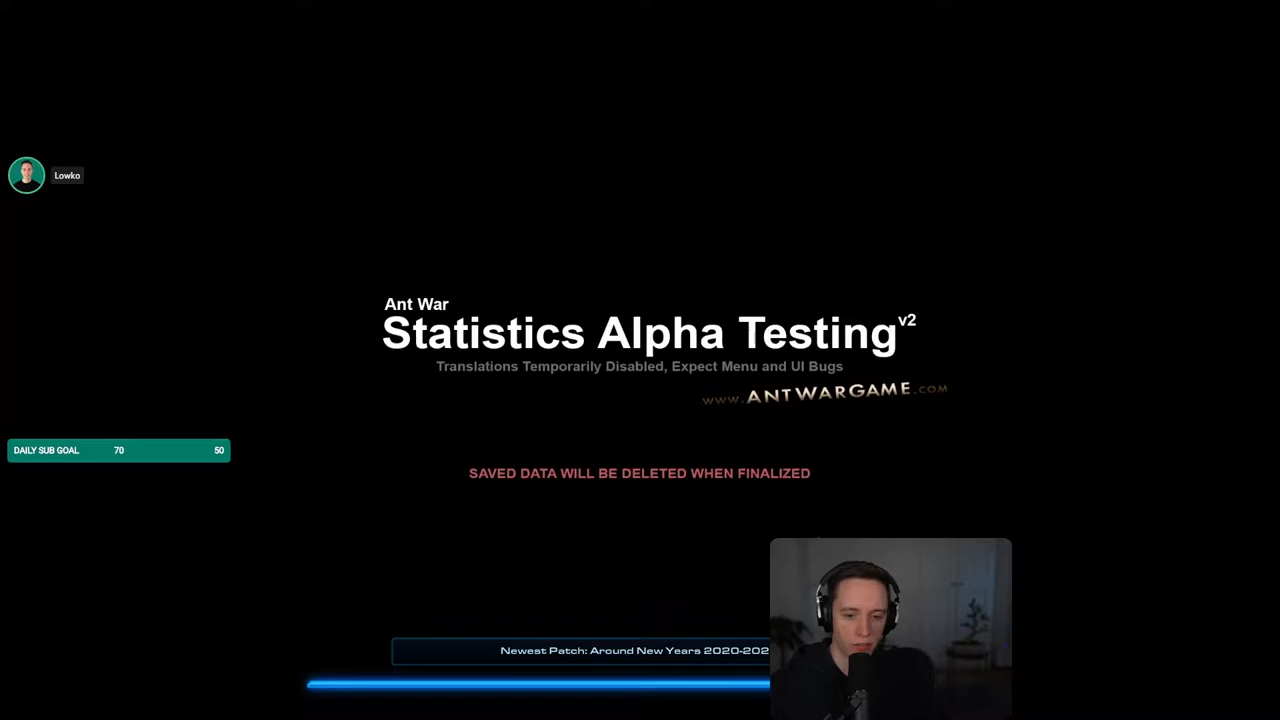 Lowko
Ant War
Statistics Alpha Testing v2
Translations Temporarily Disabled, Expect Menu and UI Bugs
www.ANTWARGAME.com
DAILY SUB GOAL 70 50
SAVED DATA WILL BE DELETED WHEN FINALIZED
Newest Patch: Around New Years 2020-202